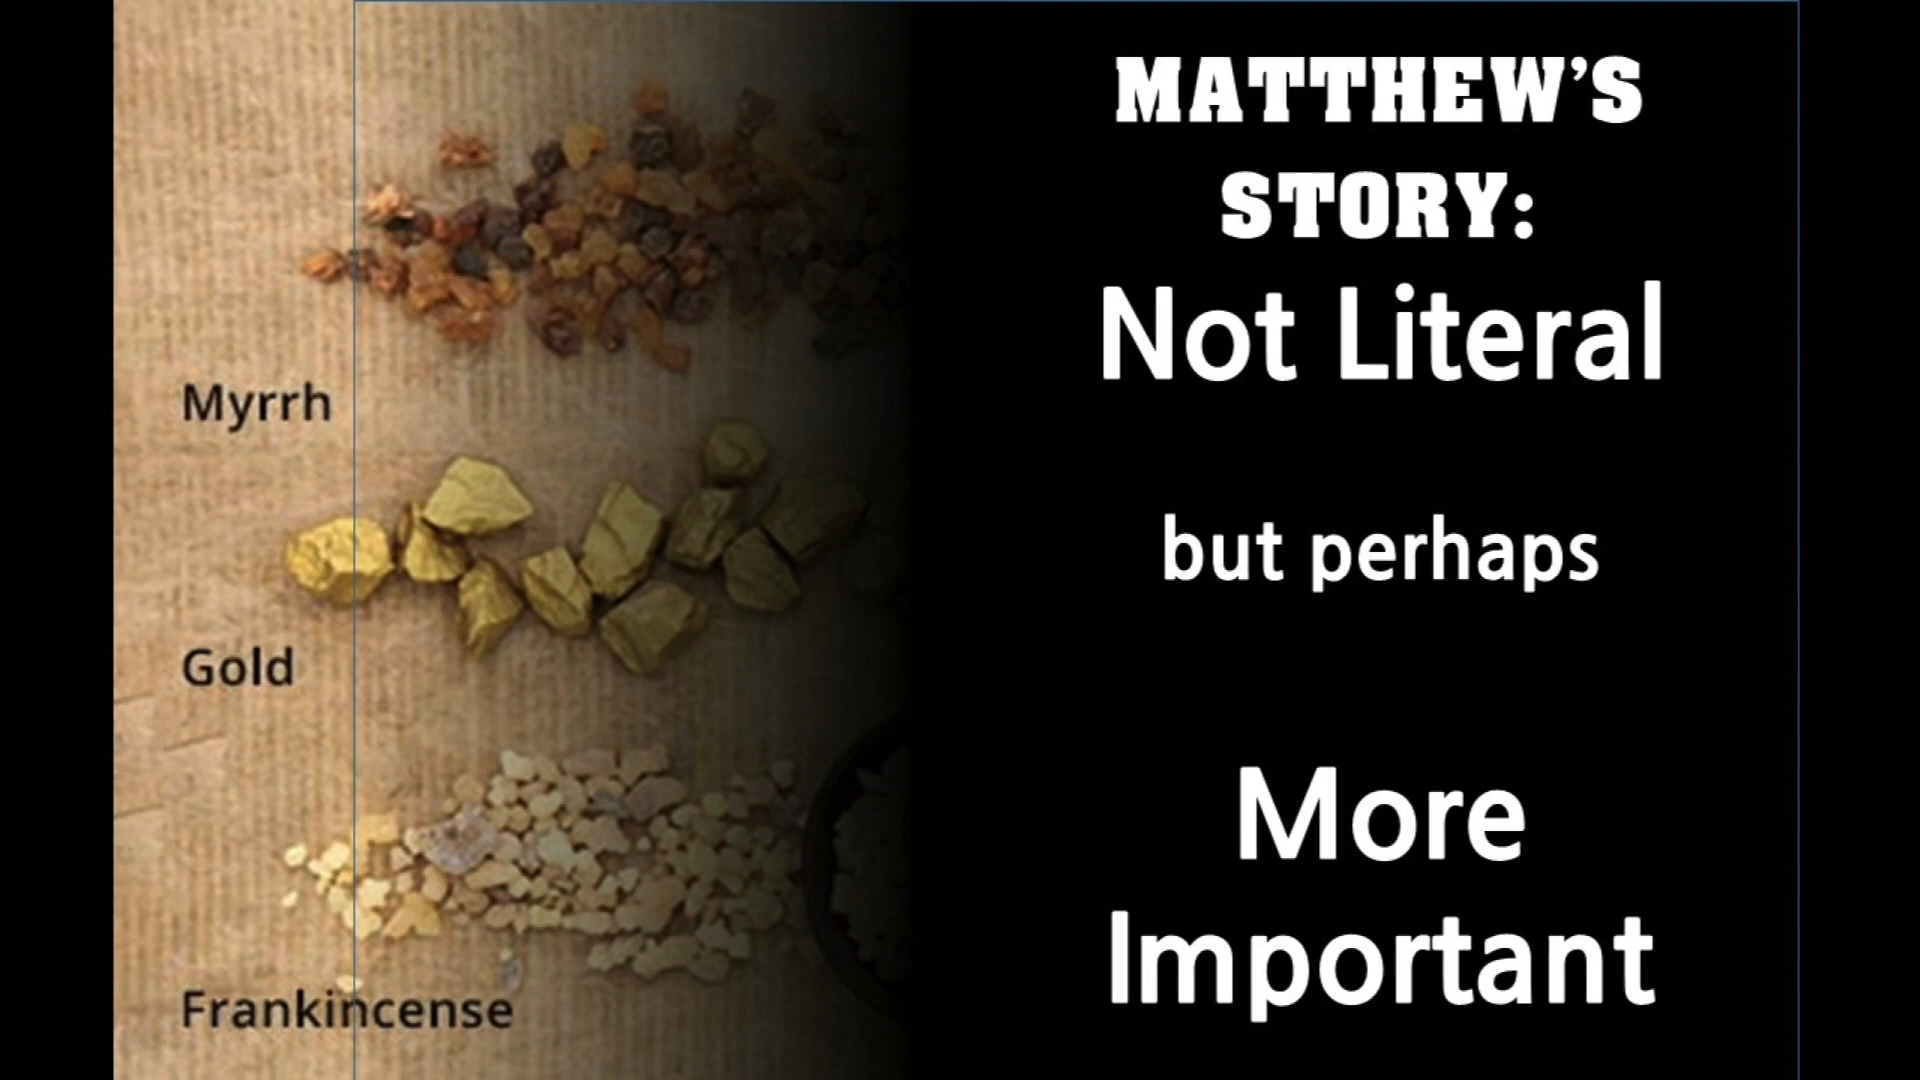 Myrrh
Gold
Frankincense
MATTHEW'S
STORY:
Not Literal
but perhaps
More
Important